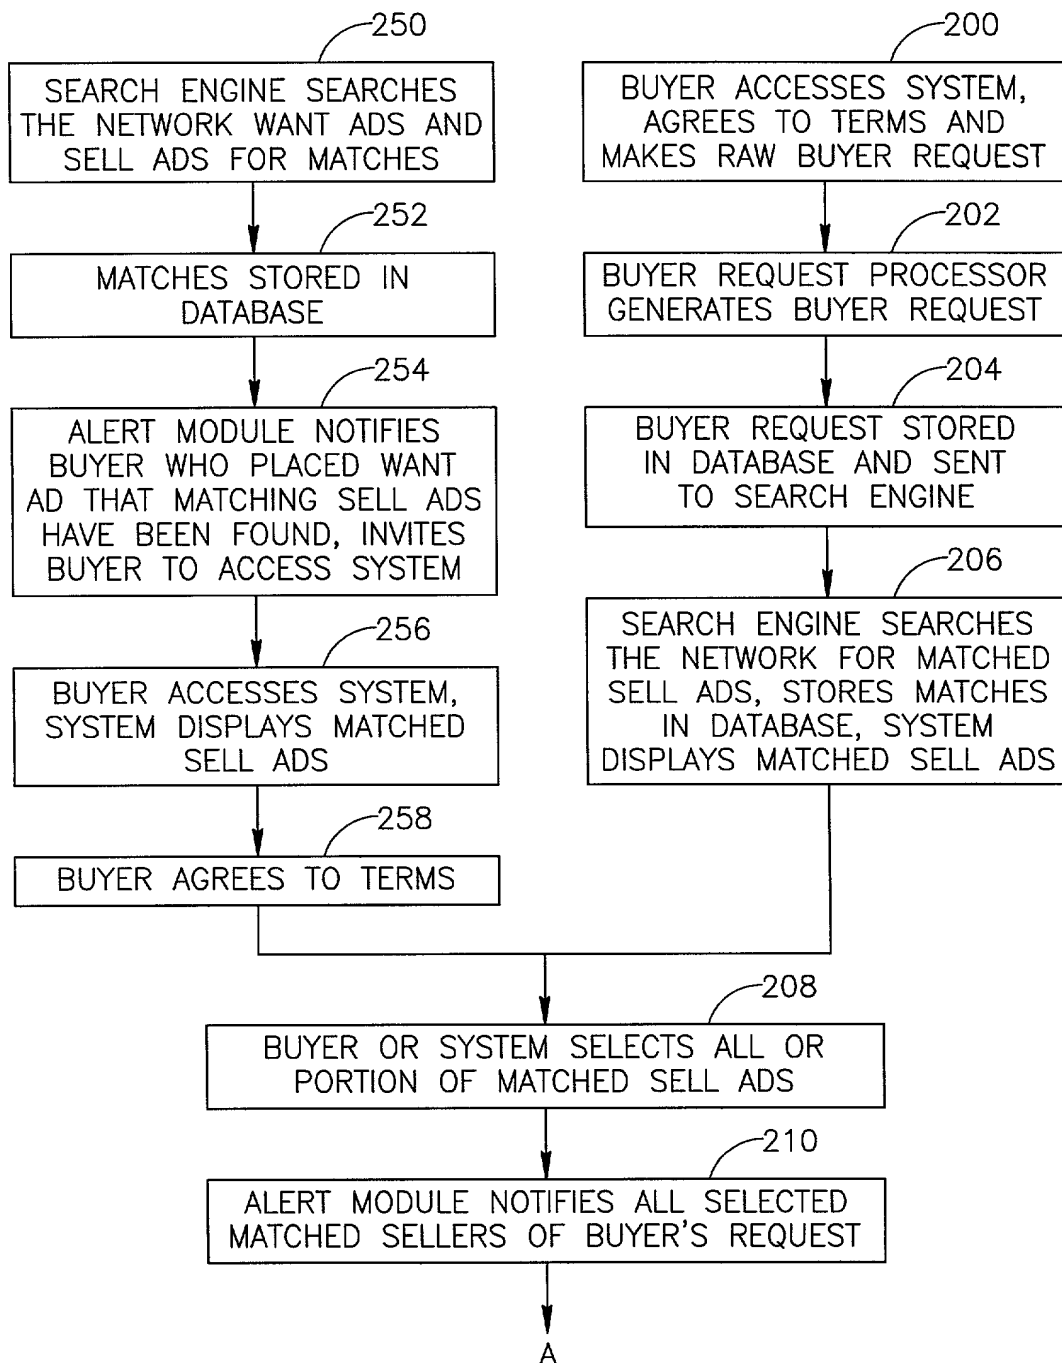 250
SEARCH ENGINE SEARCHES
THE NETWORK WANT ADS AND
SELL ADS FOR MATCHES
252
MATCHES STORED IN
DATABASE
254
ALERT MODULE NOTIFIES
BUYER WHO PLACED WANT
AD THAT MATCHING SELL ADS
HAVE BEEN FOUND, INVITES
BUYER TO ACCESS SYSTEM
256
BUYER ACCESSES SYSTEM,
SYSTEM DISPLAYS MATCHED
SELL ADS
258
BUYER AGREES TO TERMS
200
BUYER ACCESSES SYSTEM,
AGREES TO TERMS AND
MAKES RAW BUYER REQUEST
202
BUYER REQUEST PROCESSOR
GENERATES BUYER REQUEST
204
BUYER REQUEST STORED
IN DATABASE AND SENT
TO SEARCH ENGINE
206
SEARCH ENGINE SEARCHES
THE NETWORK FOR MATCHED
SELL ADS, STORES MATCHES
IN DATABASE, SYSTEM
DISPLAYS MATCHED SELL ADS
208
BUYER OR SYSTEM SELECTS ALL OR
PORTION OF MATCHED SELL ADS
210
ALERT MODULE NOTIFIES ALL SELECTED
MATCHED SELLERS OF BUYER'S REQUEST
A